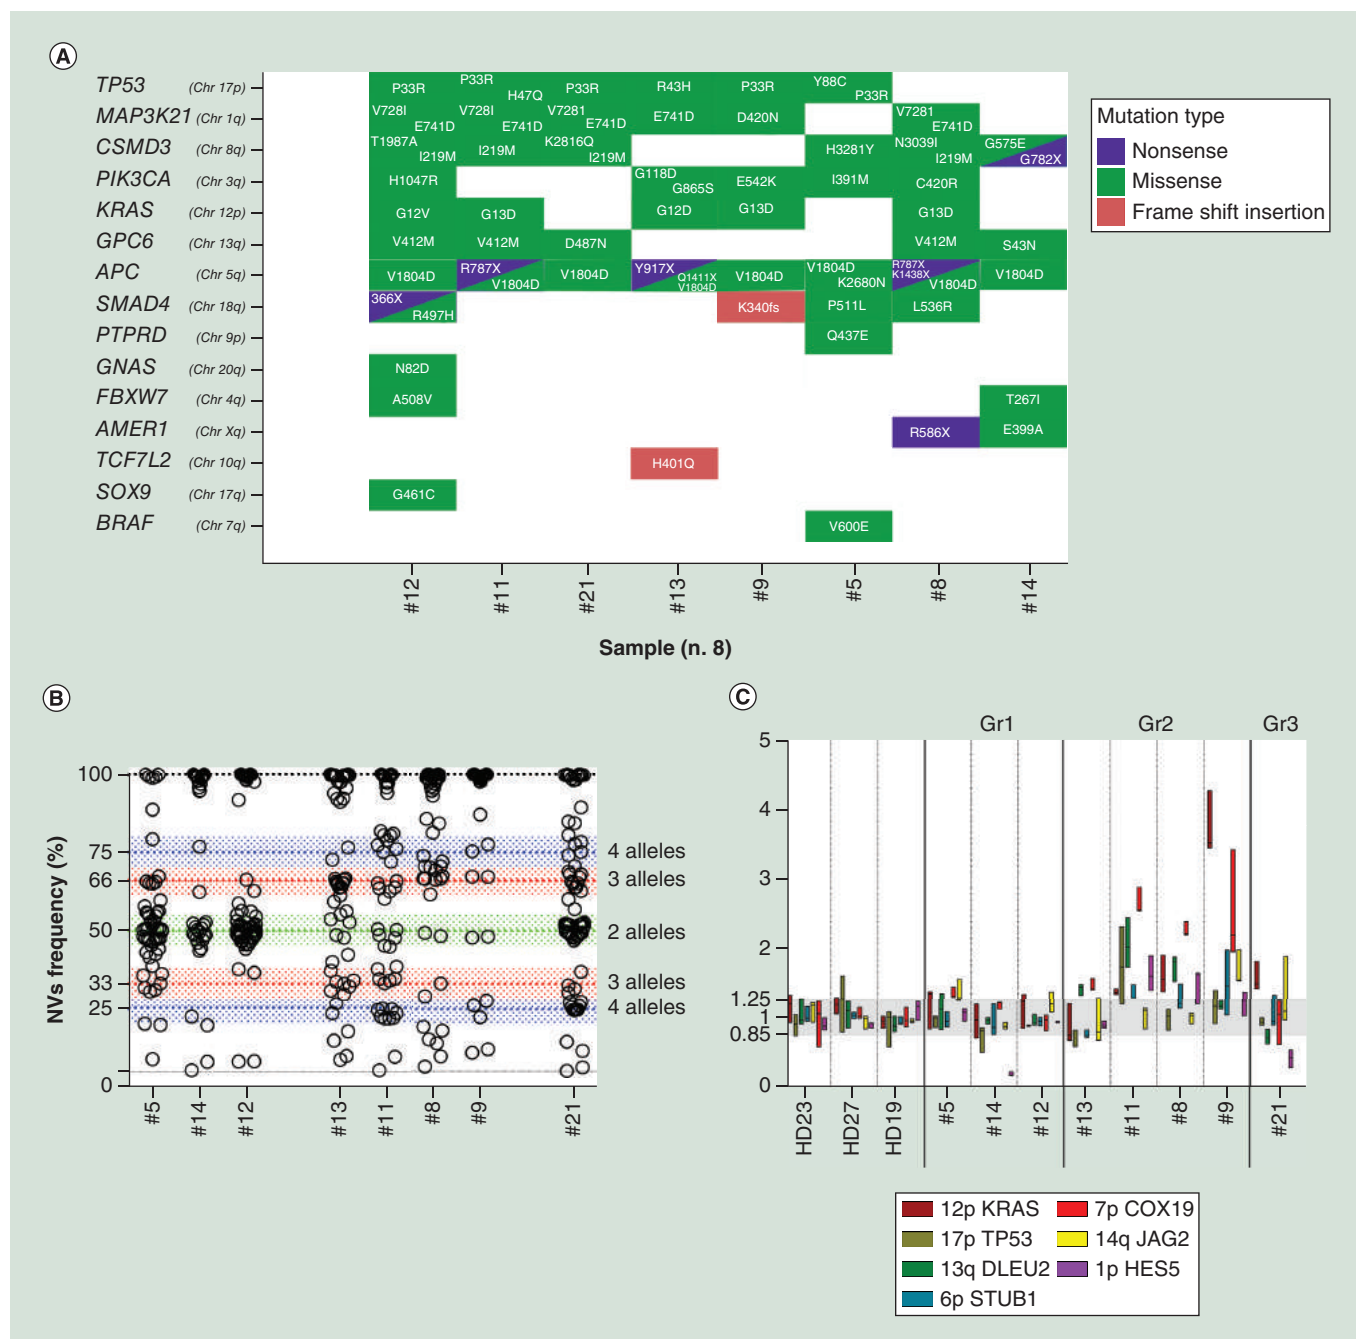 A
TP53 (Chr 17p) P33R P33R H47Q P33R R43H P33R Y88C P33R
MAP3K21 (Chr 1q) V728I E741D V728I E741D V7281 E741D E741D D420N V7281 E741D
CSMD3 (Chr 8q) T1987A I219M I219M K2816Q I219M H3281Y N3039I I219M G575E G782X
PIK3CA (Chr 3q) H1047R G118D G865S E542K I391M C420R
KRAS (Chr 12p) G12V G13D G12D G13D G13D
GPC6 (Chr 13q) V412M V412M D487N V412M S43N
APC (Chr 5q) V1804D R787X V1804D V1804D Y917X Q1411X V1804D V1804D V1804D K2680N R787X K1438X V1804D V1804D
SMAD4 (Chr 18q) 366X R497H K340fs P511L L536R
PTPRD (Chr 9p) Q437E
GNAS (Chr 20q) N82D
FBXW7 (Chr 4q) A508V T267I
AMER1 (Chr Xq) R586X E399A
TCF7L2 (Chr 10q) H401Q
SOX9 (Chr 17q) G461C
BRAF (Chr 7q) V600E
#12 #11 #21 #13 #9 #5 #8 #14
Sample (n. 8)
Mutation type
Nonsense
Missense
Frame shift insertion
B
NVs frequency (%)
100
75 4 alleles
66 3 alleles
50 2 alleles
33 3 alleles
25 4 alleles
0
#5 #14 #12 #13 #11 #8 #9 #21
C
Gr1 Gr2 Gr3
5
4
3
2
1.25
1
0.85
0
HD23 HD27 HD19 #5 #14 #12 #13 #11 #8 #9 #21
12p KRAS 7p COX19
17p TP53 14q JAG2
13q DLEU2 1p HES5
6p STUB1